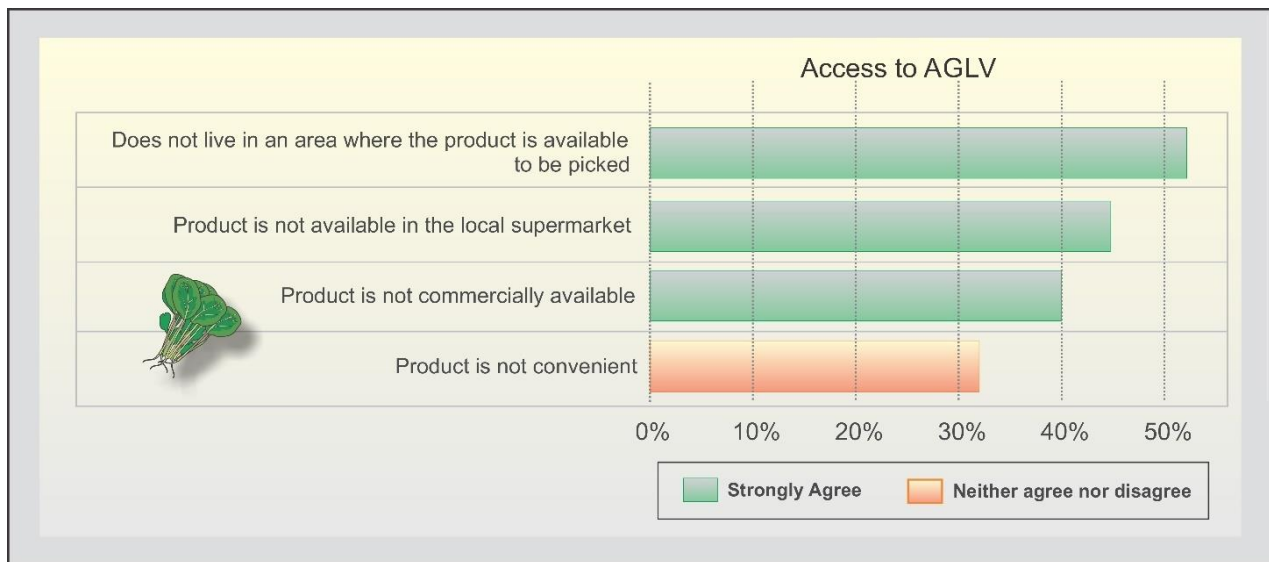 Access to AGLV
Does not live in an area where the product is available
to be picked
Product is not available in the local supermarket
Product is not commercially available
Product is not convenient
0% 10% 20% 30% 40% 50%
Strongly Agree Neither agree nor disagree